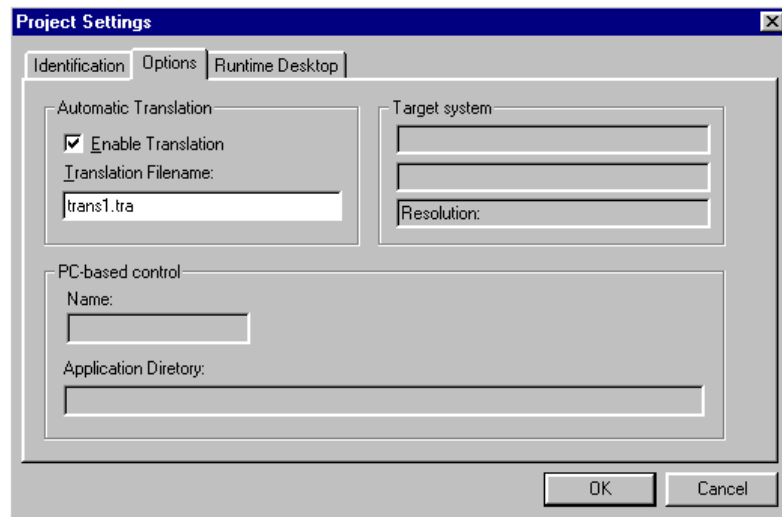 Project Settings
Identification
Options
Runtime Desktop
Automatic Translation
Enable Translation
Translation Filename:
trans1.tra
Target system
Resolution:
PC-based control
Name:
Application Diretory:
OK
Cancel